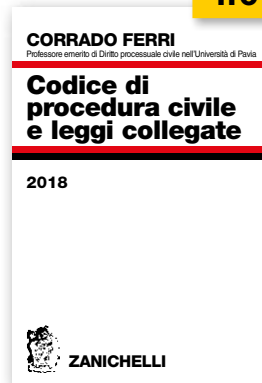 CORRADO FERRI
Professore emerito di Diritto processuale civile nell'Università di Pavia
Codice di
procedura civile
e leggi collegate
2018
ZANICHELLI